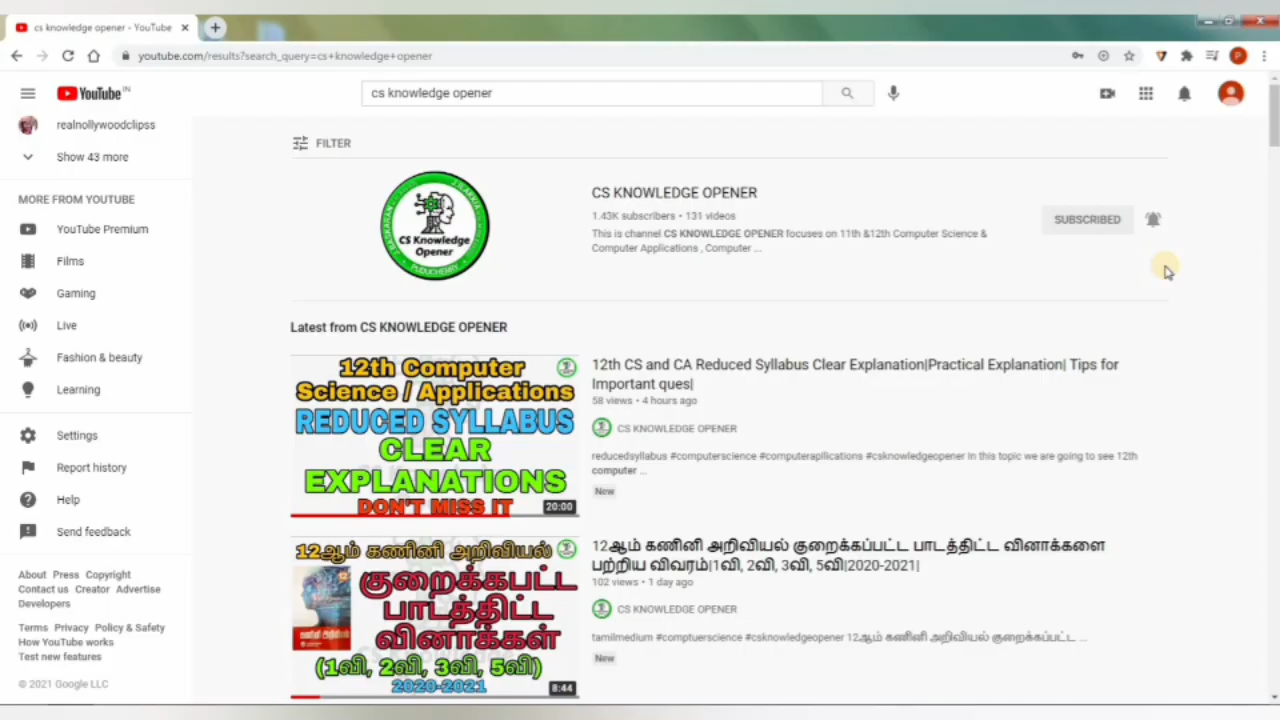 cs knowledge opener - YouTube
youtube.com/results?search_query=cs+knowledge+opener
P
YouTube IN
cs knowledge opener
realnollywoodclipss
Show 43 more
MORE FROM YOUTUBE
YouTube Premium
Films
Gaming
Live
Fashion & beauty
Learning
Settings
Report history
Help
Send feedback
About Press Copyright
Contact us Creator Advertise
Developers
Terms Privacy Policy & Safety
How YouTube works
Test new features
© 2021 Google LLC
FILTER
CS Knowledge
Opener
PUDUCHERRY
CS KNOWLEDGE OPENER
1.43K subscribers • 131 videos
This is channel CS KNOWLEDGE OPENER focuses on 11th &12th Computer Science &
Computer Applications , Computer ...
SUBSCRIBED
Latest from CS KNOWLEDGE OPENER
12th Computer
Science / Applications
REDUCED SYLLABUS
CLEAR
EXPLANATIONS
DON'T MISS IT
20:00
12th CS and CA Reduced Syllabus Clear Explanation|Practical Explanation| Tips for
Important ques|
58 views • 4 hours ago
CS KNOWLEDGE OPENER
reducedsyllabus #computerscience #computerapllications #csknowledgeopener In this topic we are going to see 12th
computer ...
New
12ஆம் கணினி அறிவியல்
குறைக்கபட்ட
பாடத்திட்ட
வினாக்கள்
(1வி, 2வி, 3வி, 5வி)
2020-2021
8:44
12ஆம் கணினி அறிவியல் குறைக்கப்பட்ட பாடத்திட்ட வினாக்களை
பற்றிய விவரம்|1வி, 2வி, 3வி, 5வி|2020-2021|
102 views • 1 day ago
CS KNOWLEDGE OPENER
tamilmedium #comptuerscience #csknowledgeopener 12ஆம் கணினி அறிவியல் குறைக்கப்பட்ட ...
New